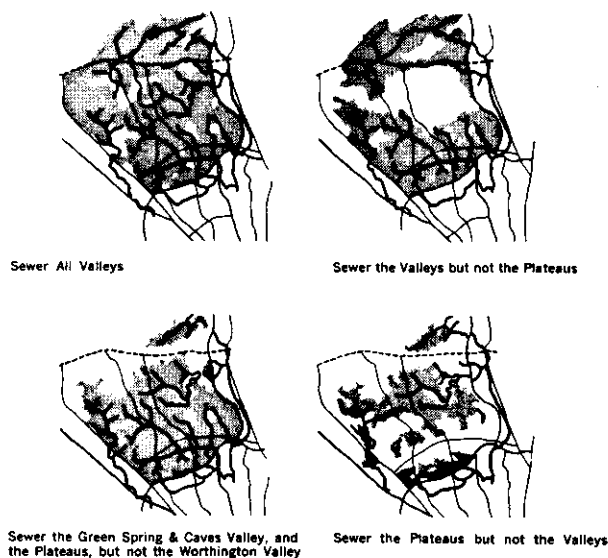 Sewer All Valleys
Sewer the Valleys but not the Plateaus
Sewer the Green Spring & Caves Valley, and
the Plateaus, but not the Worthington Valley
Sewer the Plateaus but not the Valleys